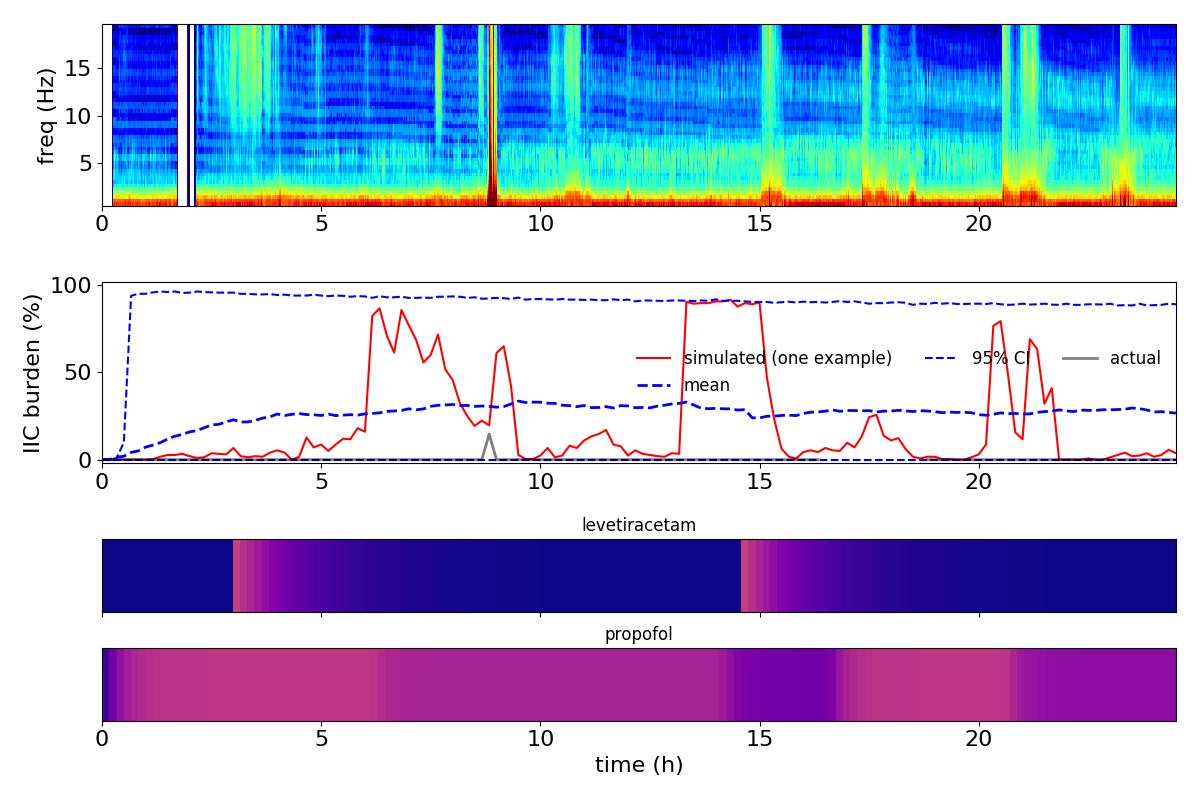 freq (Hz)
15
10
5
0 5 10 15 20
IIC burden (%)
100
50
0
simulated (one example) 95% CI actual
mean
0 5 10 15 20
levetiracetam
propofol
0 5 10 15 20
time (h)